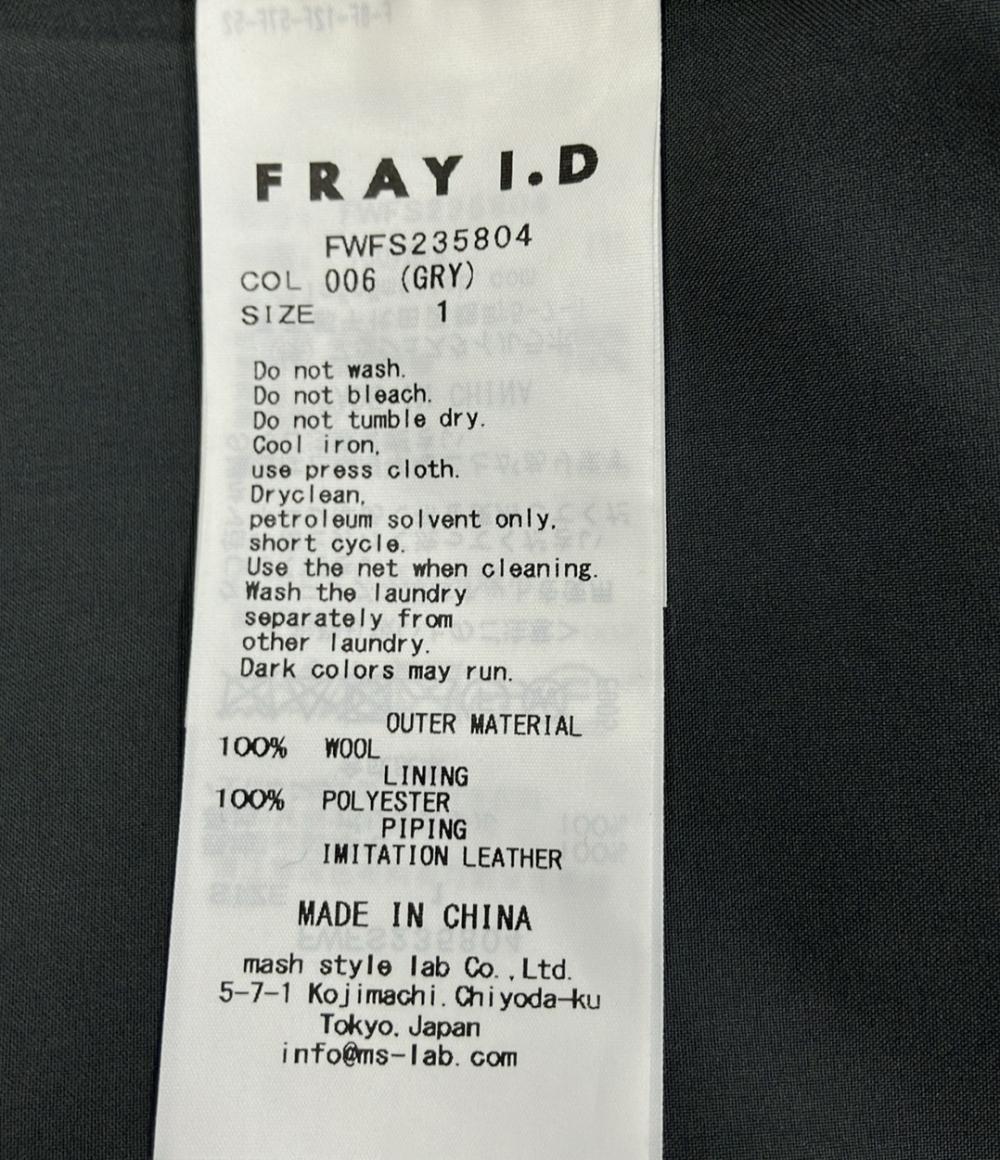 FRAY I.D
FWFS235804
COL 006 (GRY)
SIZE 1
Do not wash.
Do not bleach.
Do not tumble dry.
Cool iron,
use press cloth.
Dryclean,
petroleum solvent only,
short cycle.
Use the net when cleaning.
Wash the laundry
separately from
other laundry.
Dark colors may run.
OUTER MATERIAL
100% WOOL
LINING
100% POLYESTER
PIPING
IMITATION LEATHER
MADE IN CHINA
mash style lab Co.,Ltd.
5-7-1 Kojimachi.Chiyoda-ku
Tokyo. Japan
info@ms-lab.com